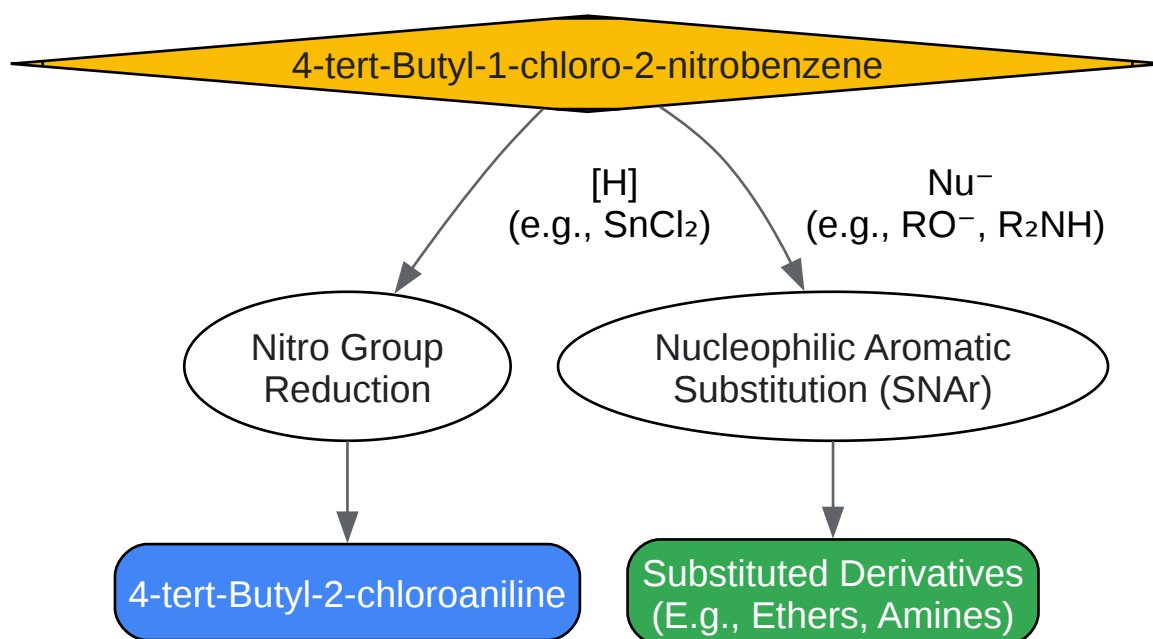 4-tert-Butyl-1-chloro-2-nitrobenzene
[H]
(e.g., SnCl₂)
Nu⁻
(e.g., RO⁻, R₂NH)
Nitro Group
Reduction
Nucleophilic Aromatic
Substitution (SNAr)
4-tert-Butyl-2-chloroaniline
Substituted Derivatives
(E.g., Ethers, Amines)